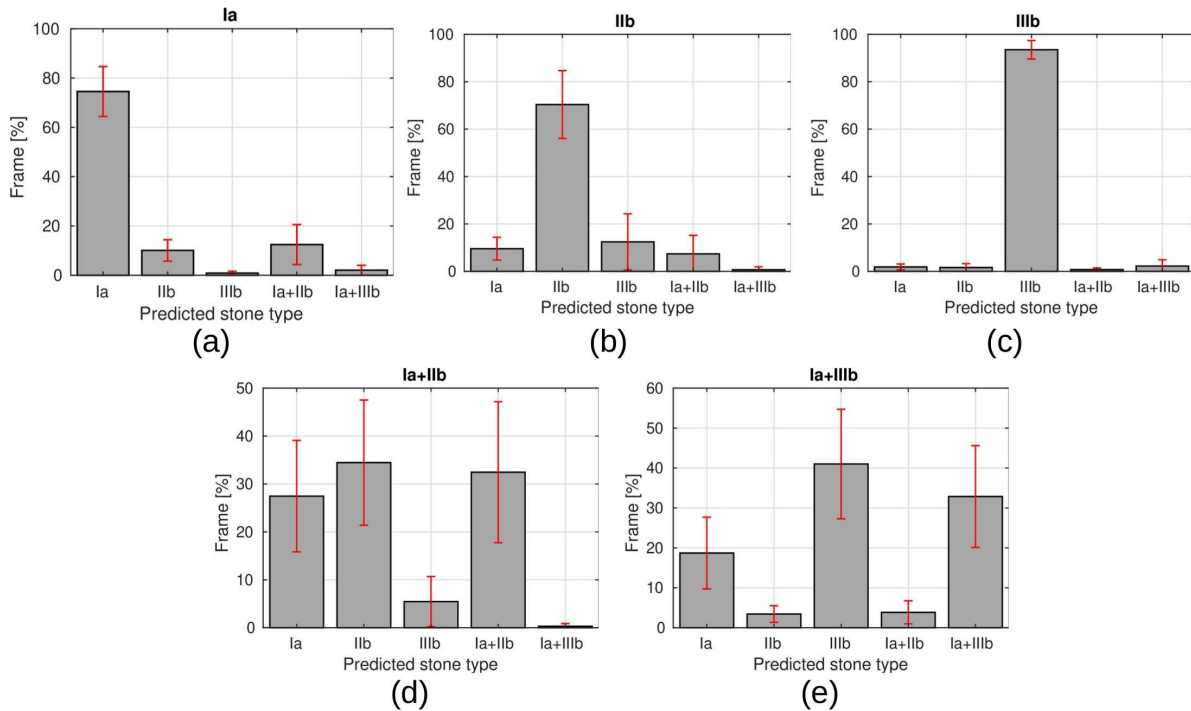 Ia
100
80
60
40
20
0
Frame [%]
Ia IIb IIIb Ia+IIb Ia+IIIb
Predicted stone type
(a)
IIb
100
80
60
40
20
0
Frame [%]
Ia IIb IIIb Ia+IIb Ia+IIIb
Predicted stone type
(b)
IIIb
100
80
60
40
20
0
Frame [%]
Ia IIb IIIb Ia+IIb Ia+IIIb
Predicted stone type
(c)
Ia+IIb
50
40
30
20
10
0
Frame [%]
Ia IIb IIIb Ia+IIb Ia+IIIb
Predicted stone type
(d)
Ia+IIIb
60
50
40
30
20
10
0
Frame [%]
Ia IIb IIIb Ia+IIb Ia+IIIb
Predicted stone type
(e)